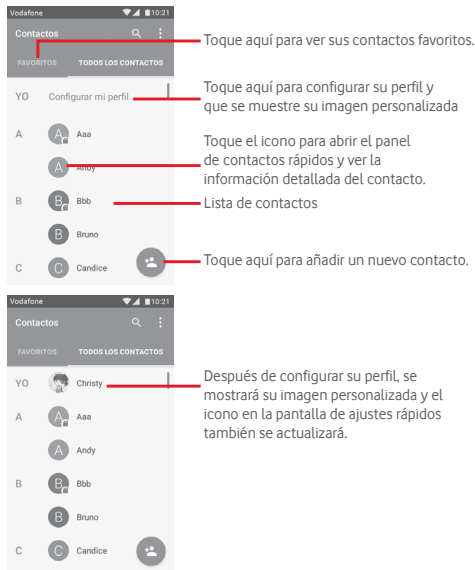 Vodafone 10:21
Contactos
FAVORITOS TODOS LOS CONTACTOS
YO Configurar mi perfil
A A Aaa
A Andy
B B Bbb
B Bruno
C C Candice
Toque aquí para ver sus contactos favoritos.
Toque aquí para configurar su perfil y
que se muestre su imagen personalizada
Toque el icono para abrir el panel
de contactos rápidos y ver la
información detallada del contacto.
Lista de contactos
Toque aquí para añadir un nuevo contacto.
Vodafone 10:21
Contactos
FAVORITOS TODOS LOS CONTACTOS
YO Christy
A A Aaa
A Andy
B B Bbb
B Bruno
C C Candice
Después de configurar su perfil, se
mostrará su imagen personalizada y el
icono en la pantalla de ajustes rápidos
también se actualizará.